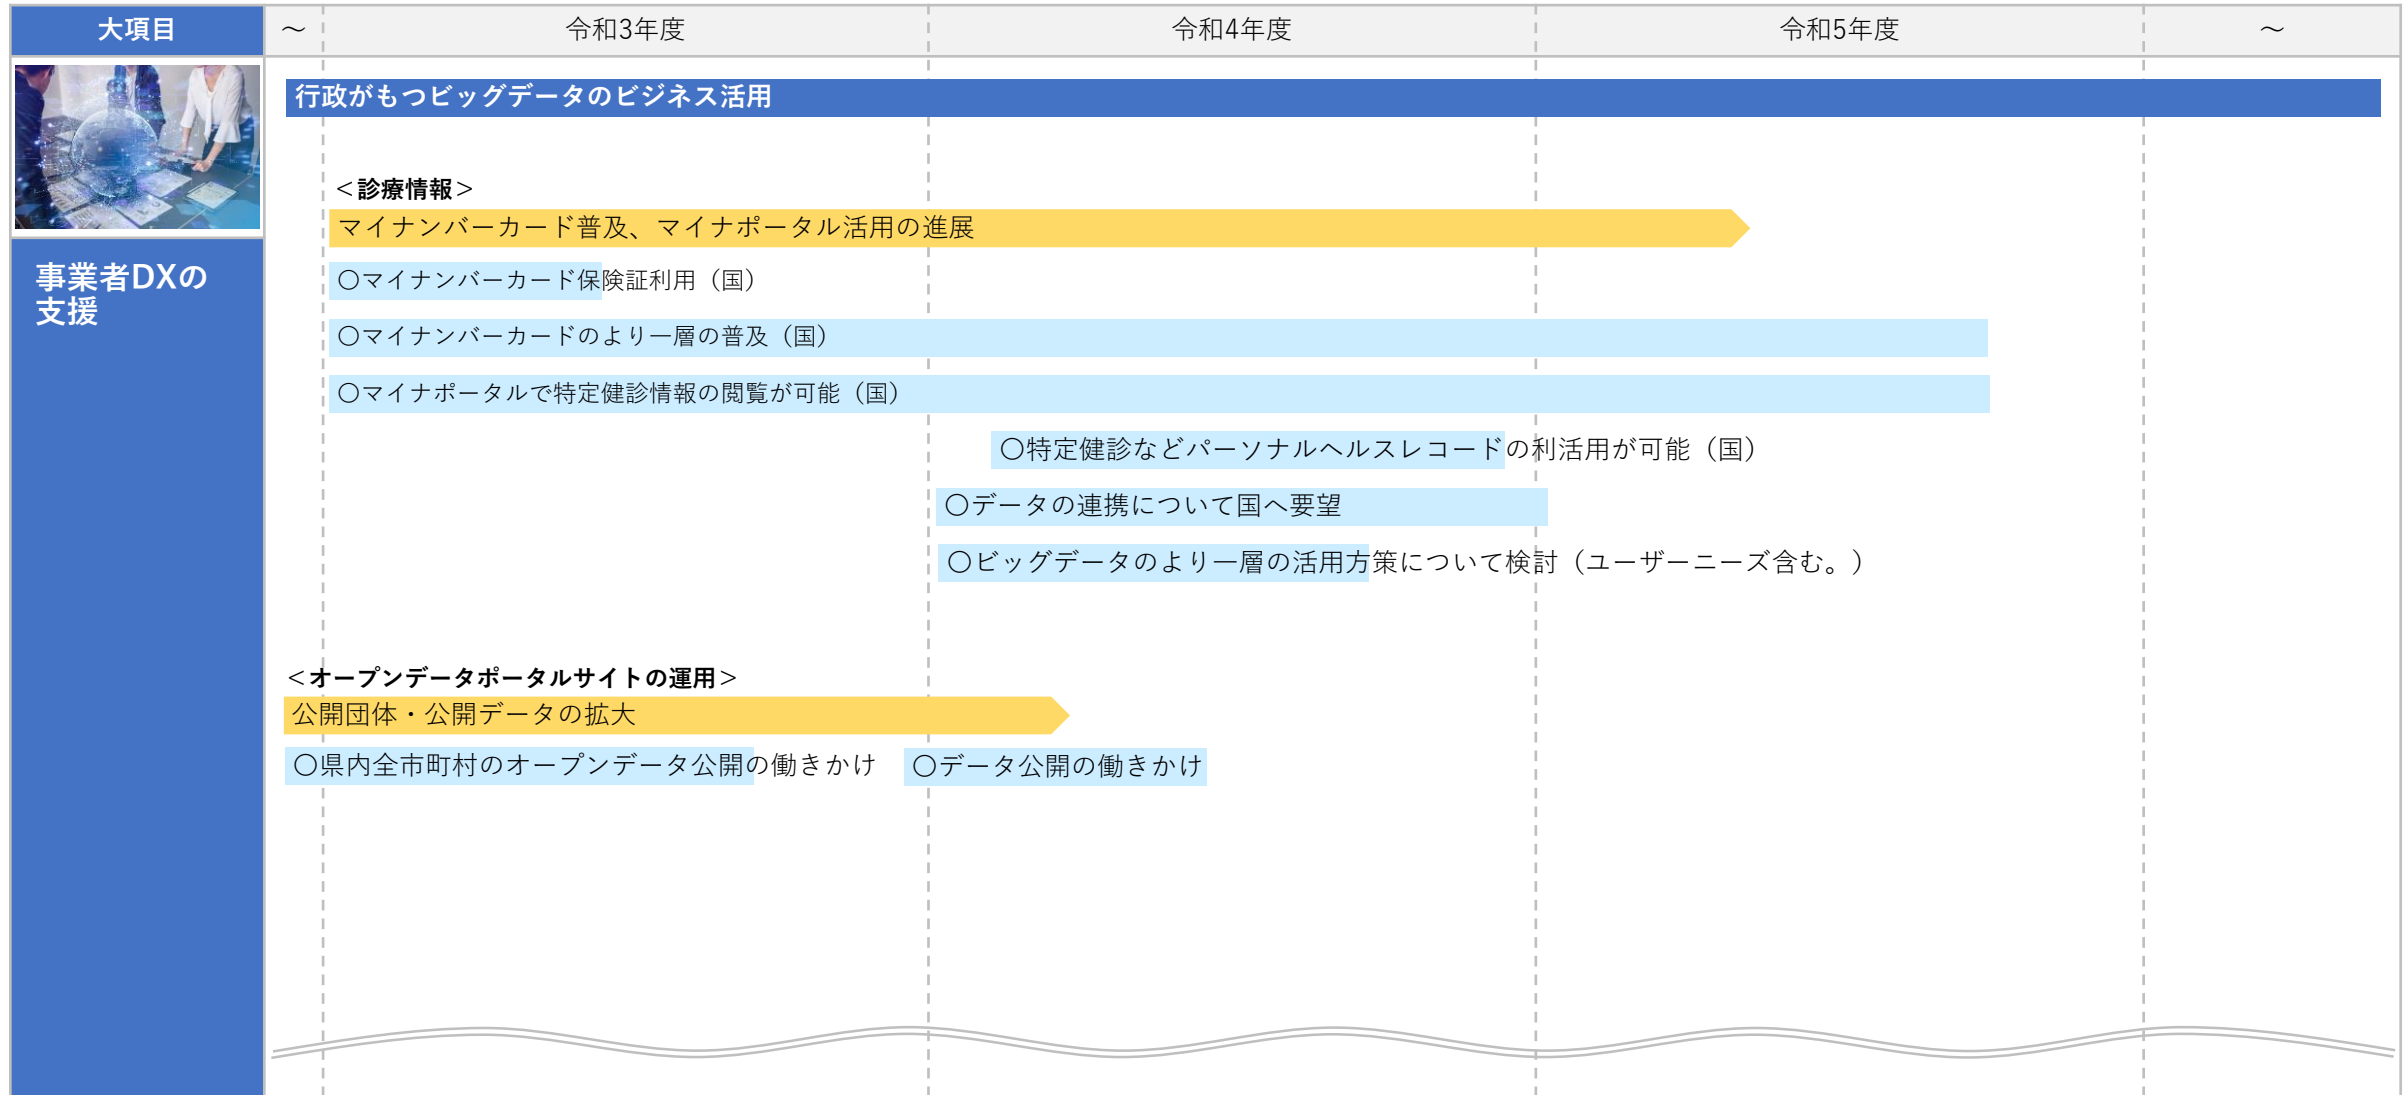 大項目
～
令和3年度
令和4年度
令和5年度
～
事業者DXの
支援
行政がもつビッグデータのビジネス活用
＜診療情報＞
マイナンバーカード普及、マイナポータル活用の進展
〇マイナンバーカード保険証利用（国）
〇マイナンバーカードのより一層の普及（国）
〇マイナポータルで特定健診情報の閲覧が可能（国）
〇特定健診などパーソナルヘルスレコードの利活用が可能（国）
〇データの連携について国へ要望
〇ビッグデータのより一層の活用方策について検討（ユーザーニーズ含む。）
＜オープンデータポータルサイトの運用＞
公開団体・公開データの拡大
〇県内全市町村のオープンデータ公開の働きかけ
〇データ公開の働きかけ